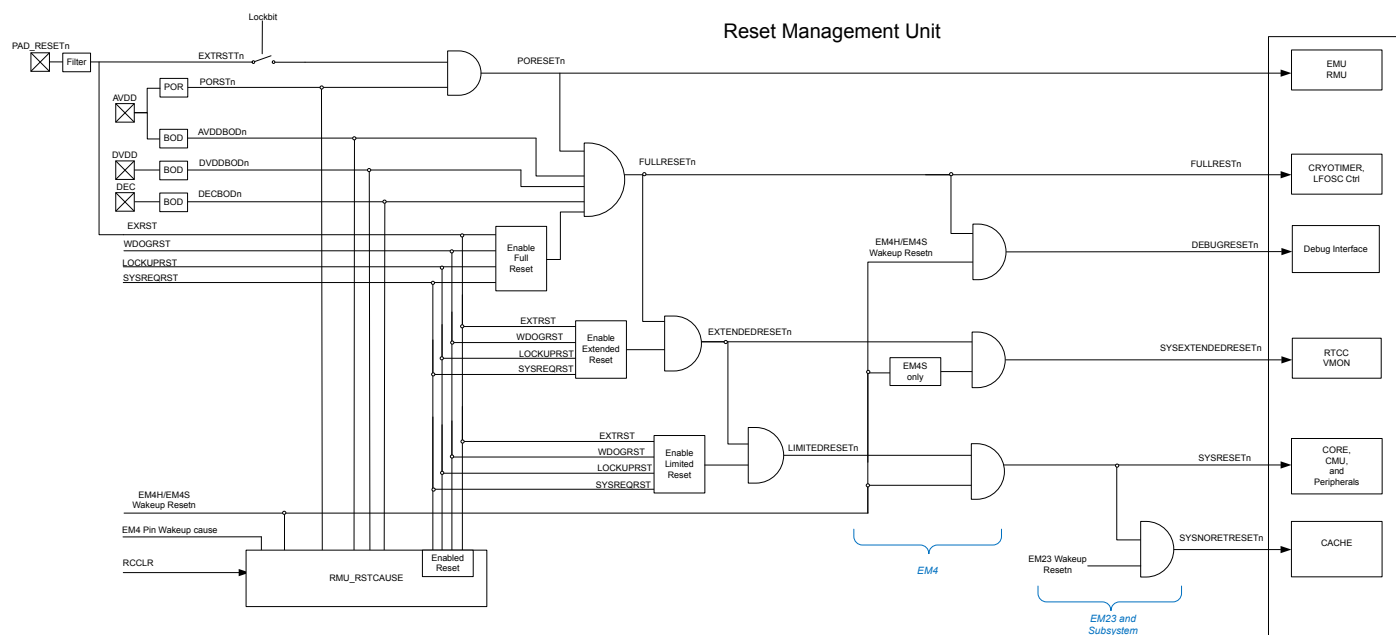 Reset Management Unit
Lockbit
PAD_RESETn
Filter
EXTRSTTn
PORESETn
EMU
RMU
AVDD
POR
PORSTn
BOD
AVDDBODn
DVDD
BOD
DVDDBODn
DEC
BOD
DECBODn
FULLRESETn
FULLRESTn
CRYOTIMER,
LFOSC Ctrl
EXRST
WDOGRST
LOCKUPRST
SYSREQRST
Enable
Full
Reset
EM4H/EM4S
Wakeup Resetn
DEBUGRESETn
Debug Interface
EXTRST
WDOGRST
LOCKUPRST
SYSREQRST
Enable
Extended
Reset
EXTENDEDRESETn
EM4S
only
SYSEXTENDEDRESETn
RTCC
VMON
EXTRST
WDOGRST
LOCKUPRST
SYSREQRST
Enable
Limited
Reset
LIMITEDRESETn
SYSRESETn
CORE,
CMU,
and
Peripherals
EM4H/EM4S
Wakeup Resetn
EM4 Pin Wakeup cause
RCCLR
RMU_RSTCAUSE
Enabled
Reset
EM4
EM23 Wakeup
Resetn
SYSNORETRESETn
CACHE
EM23 and
Subsystem